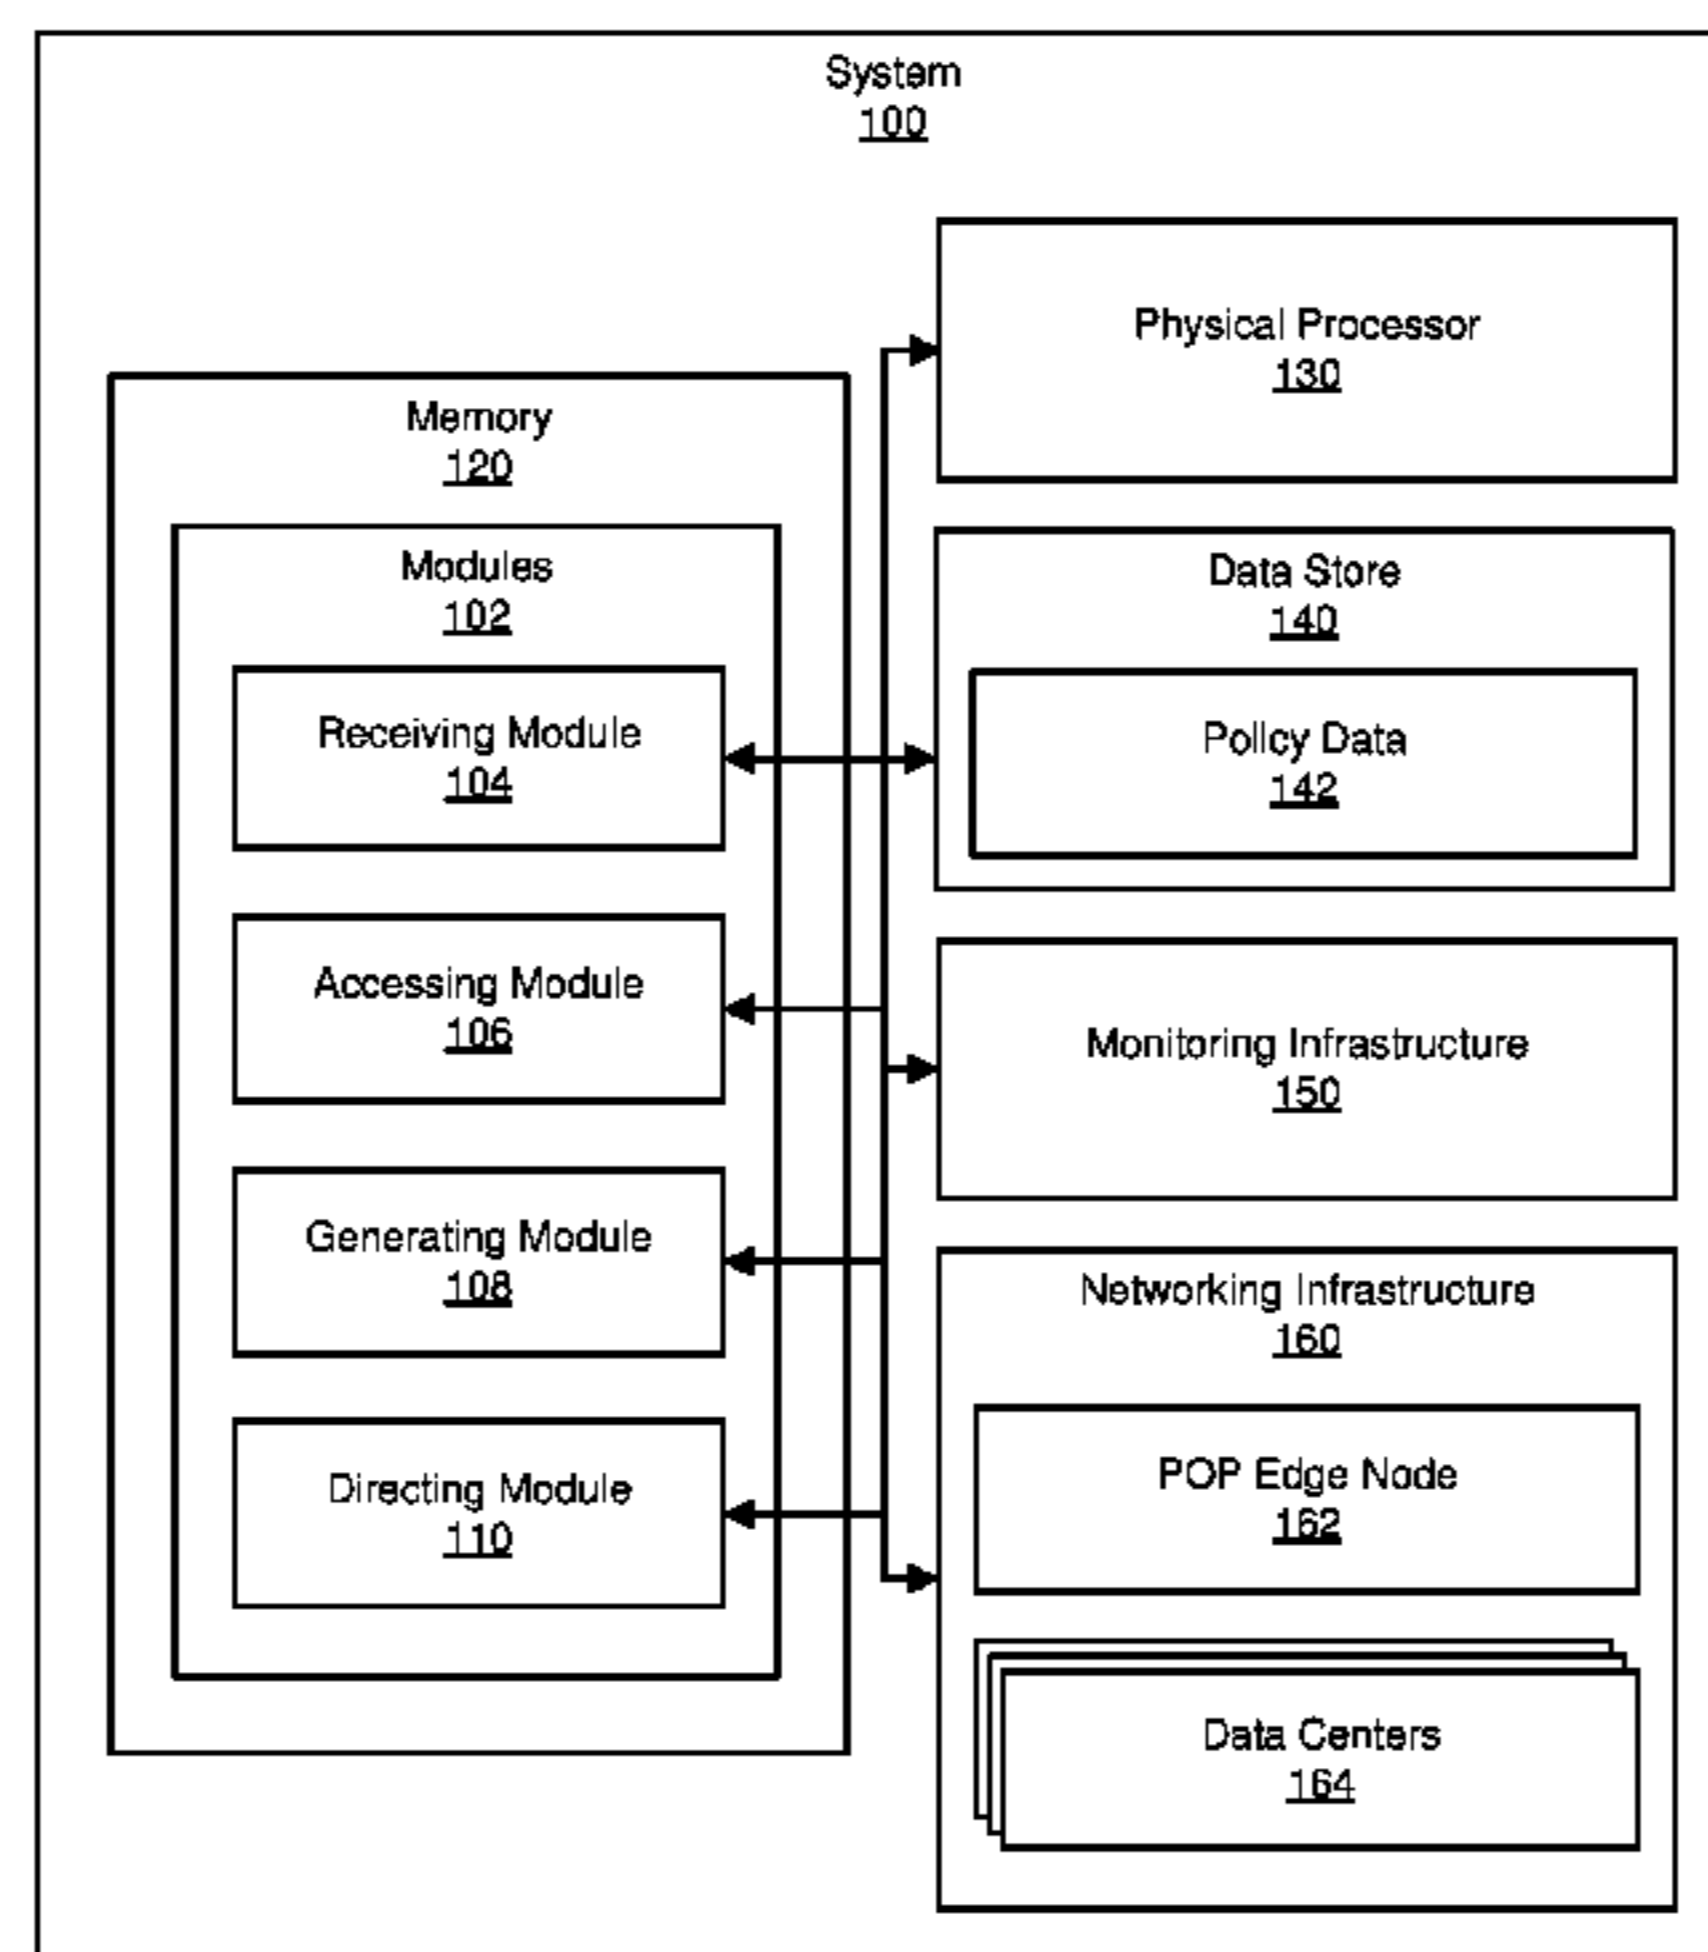 System
100
Memory
120
Modules
102
Receiving Module
104
Accessing Module
106
Generating Module
108
Directing Module
110
Physical Processor
130
Data Store
140
Policy Data
142
Monitoring Infrastructure
150
Networking Infrastructure
160
POP Edge Node
162
Data Centers
164